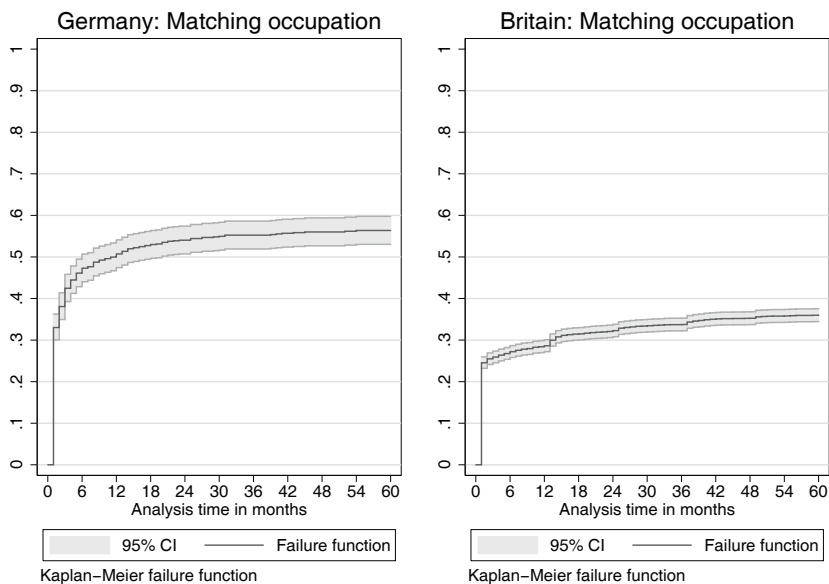 Germany: Matching occupation
1
.9
.8
.7
.6
.5
.4
.3
.2
.1
0
0 6 12 18 24 30 36 42 48 54 60
Analysis time in months
95% CI Failure function
Kaplan−Meier failure function
Britain: Matching occupation
1
.9
.8
.7
.6
.5
.4
.3
.2
.1
0
0 6 12 18 24 30 36 42 48 54 60
Analysis time in months
95% CI Failure function
Kaplan−Meier failure function